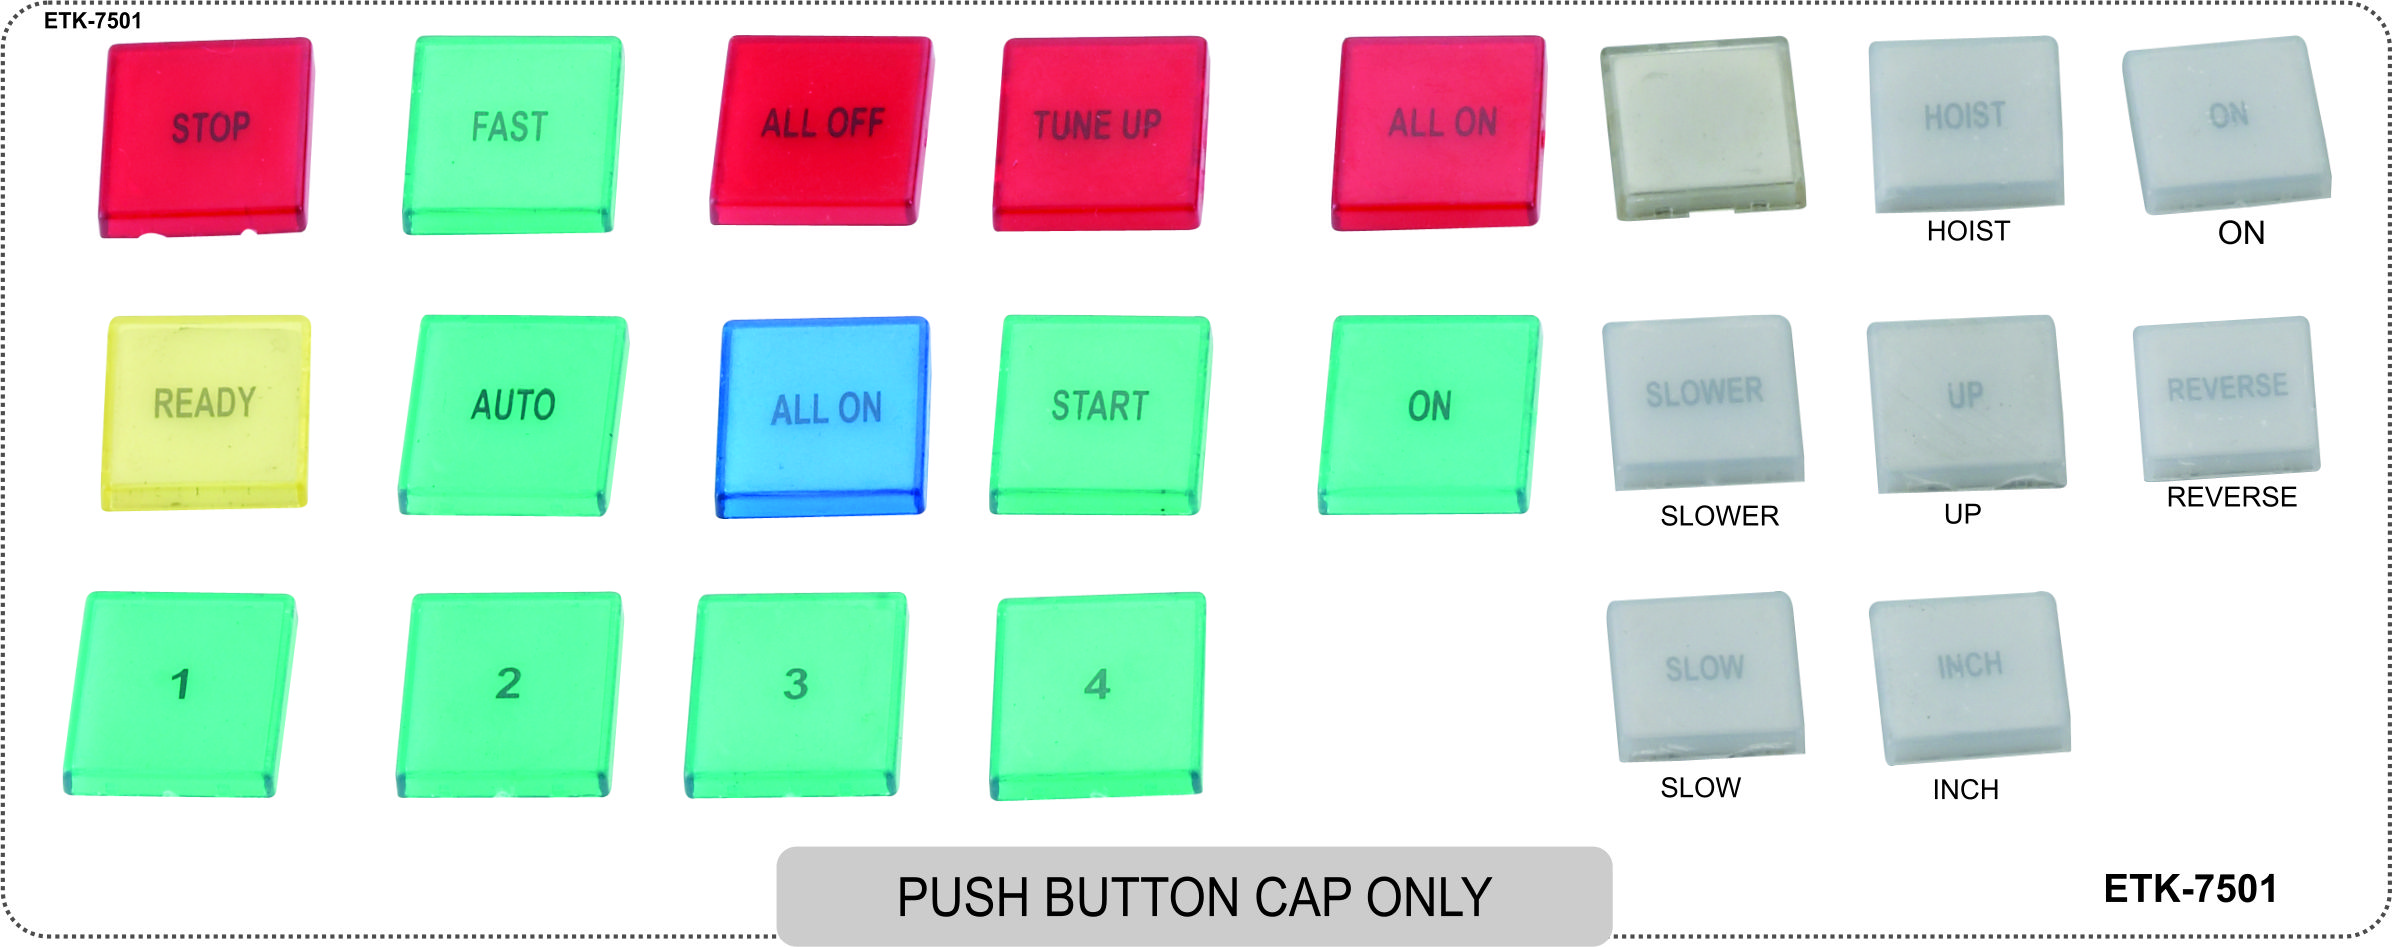 ETK-7501
STOP
FAST
ALL OFF
TUNE UP
ALL ON
HOIST
ON
HOIST
ON
READY
AUTO
ALL ON
START
ON
SLOWER
UP
REVERSE
SLOWER
UP
REVERSE
1
2
3
4
SLOW
INCH
SLOW
INCH
PUSH BUTTON CAP ONLY
ETK-7501